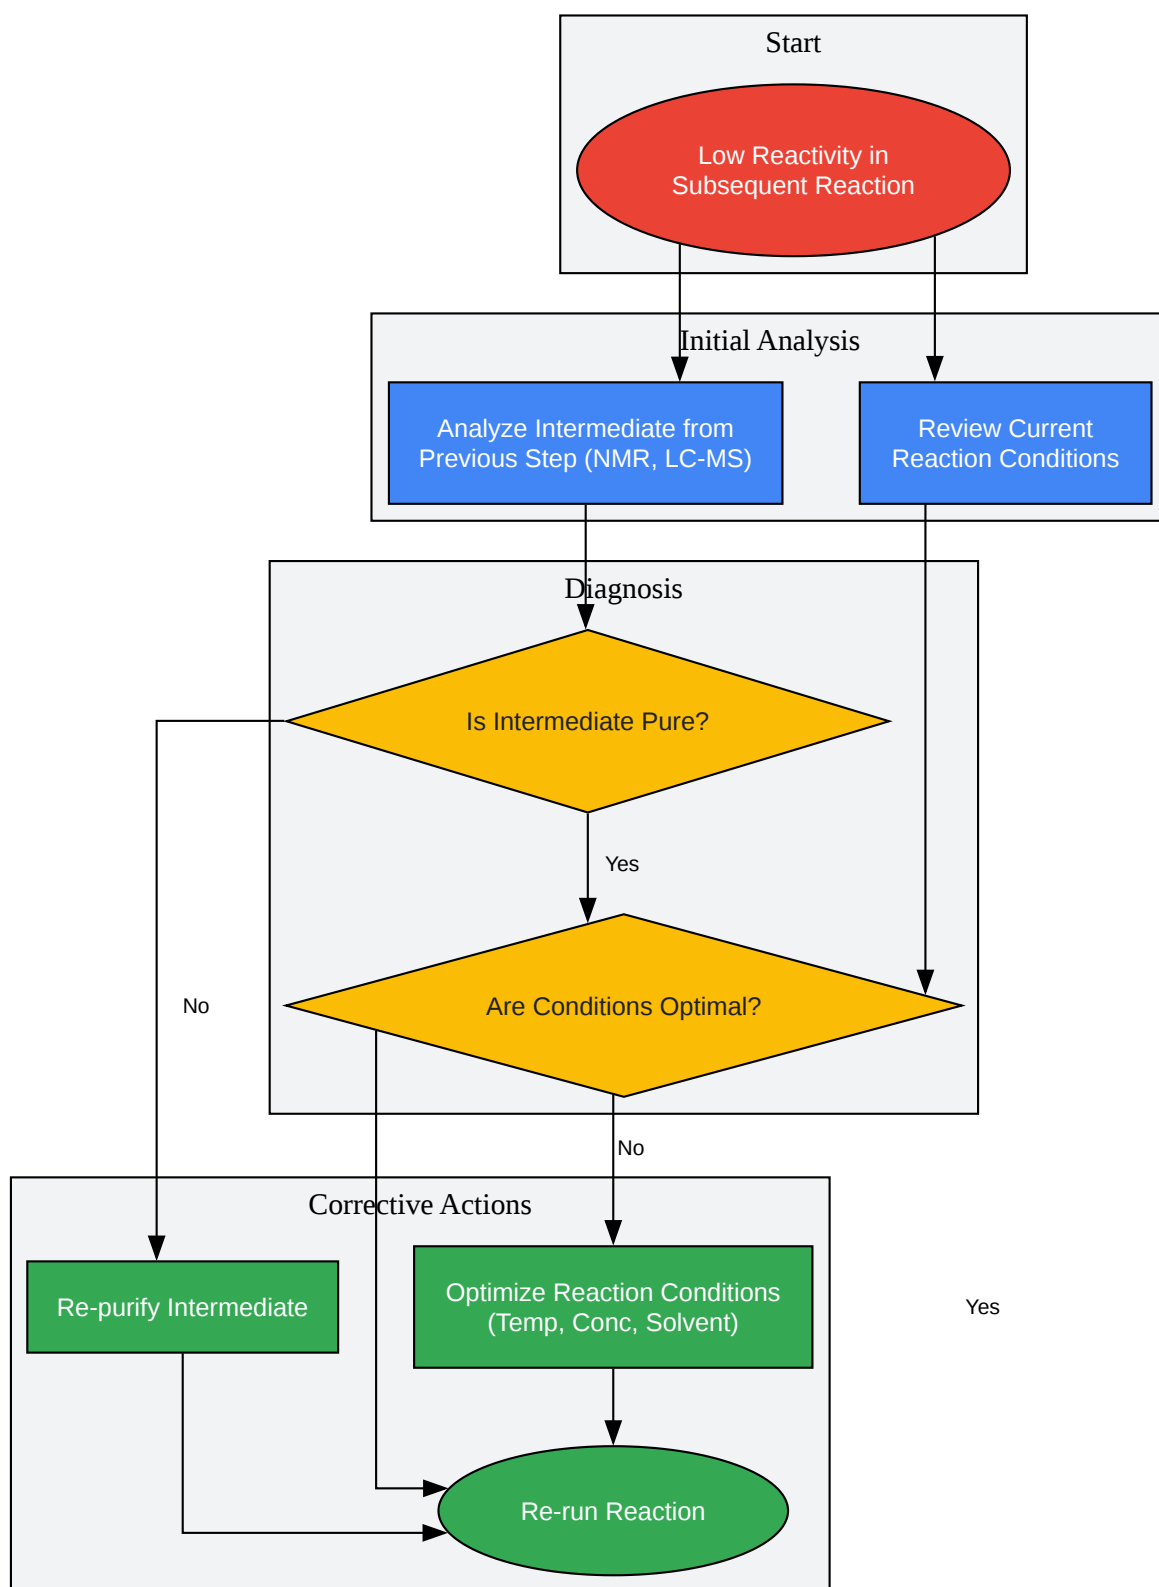 Start
Low Reactivity in
Subsequent Reaction
Initial Analysis
Analyze Intermediate from
Previous Step (NMR, LC-MS)
Review Current
Reaction Conditions
Diagnosis
Is Intermediate Pure?
Yes
Are Conditions Optimal?
No
No
Corrective Actions
Re-purify Intermediate
Optimize Reaction Conditions
(Temp, Conc, Solvent)
Yes
Re-run Reaction